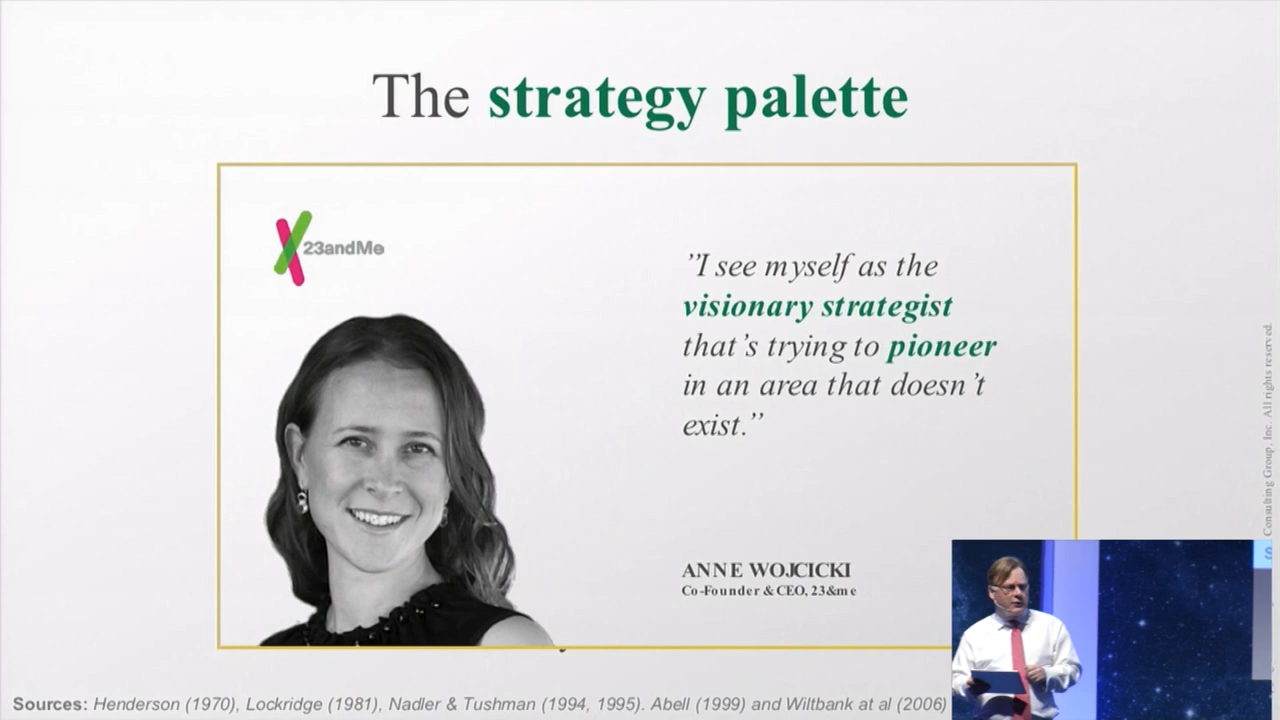 The strategy palette
23andMe
”I see myself as the
visionary strategist
that’s trying to pioneer
in an area that doesn’t
exist.”
ANNE WOJCICKI
Co-Founder & CEO, 23&me
Consulting Group, Inc. All rights reserved.
Sources: Henderson (1970), Lockridge (1981), Nadler & Tushman (1994, 1995). Abell (1999) and Wiltbank at al (2006)